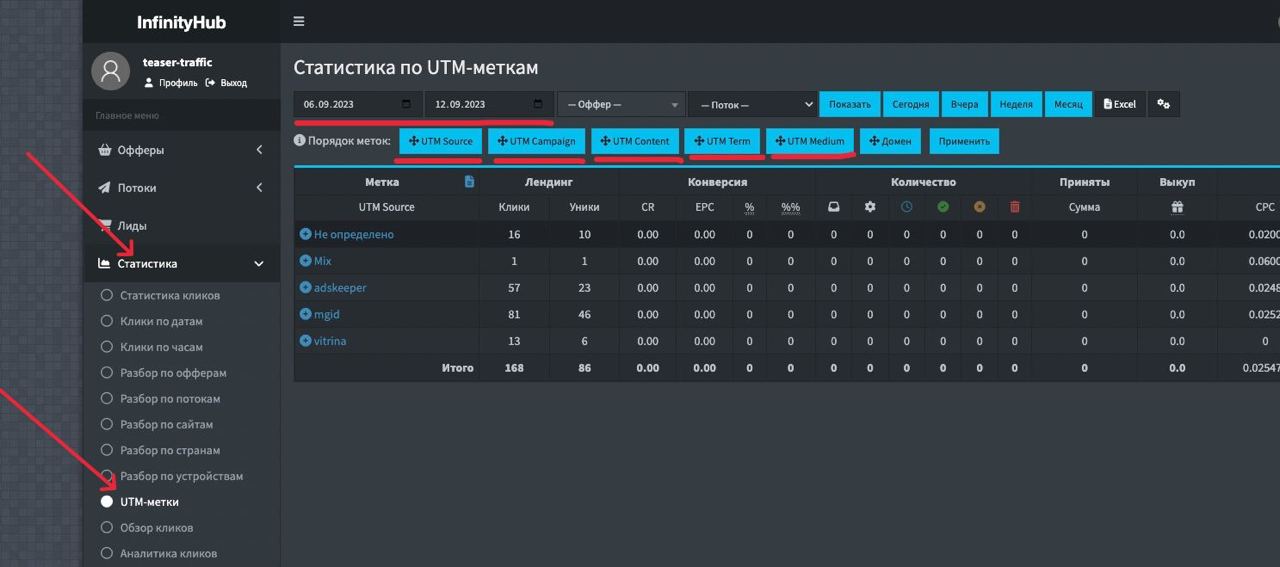 InfinityHub
teaser-traffic
Профиль Выход
Главное меню
Офферы
Потоки
Лиды
Статистика
Статистика кликов
Клики по датам
Клики по часам
Разбор по офферам
Разбор по потокам
Разбор по сайтам
Разбор по странам
Разбор по устройствам
UTM-метки
Обзор кликов
Аналитика кликов
Статистика по UTM-меткам
06.09.2023 12.09.2023 — Оффер — — Поток — Показать Сегодня Вчера Неделя Месяц Excel
Порядок меток: UTM Source UTM Campaign UTM Content UTM Term UTM Medium Домен Применить
Метка Лендинг Конверсия Количество Приняты Выкуп
UTM Source Клики Уники CR EPC % %% Сумма CPC
Не определено 16 10 0.00 0.00 0 0 0 0 0 0 0 0 0 0.0 0.0200
Mix 1 1 0.00 0.00 0 0 0 0 0 0 0 0 0 0.0 0.0600
adskeeper 57 23 0.00 0.00 0 0 0 0 0 0 0 0 0 0.0 0.0248
mgid 81 46 0.00 0.00 0 0 0 0 0 0 0 0 0 0.0 0.0252
vitrina 13 6 0.00 0.00 0 0 0 0 0 0 0 0 0 0.0 0
Итого 168 86 0.00 0.00 0 0 0 0 0 0 0 0 0 0.0 0.02547